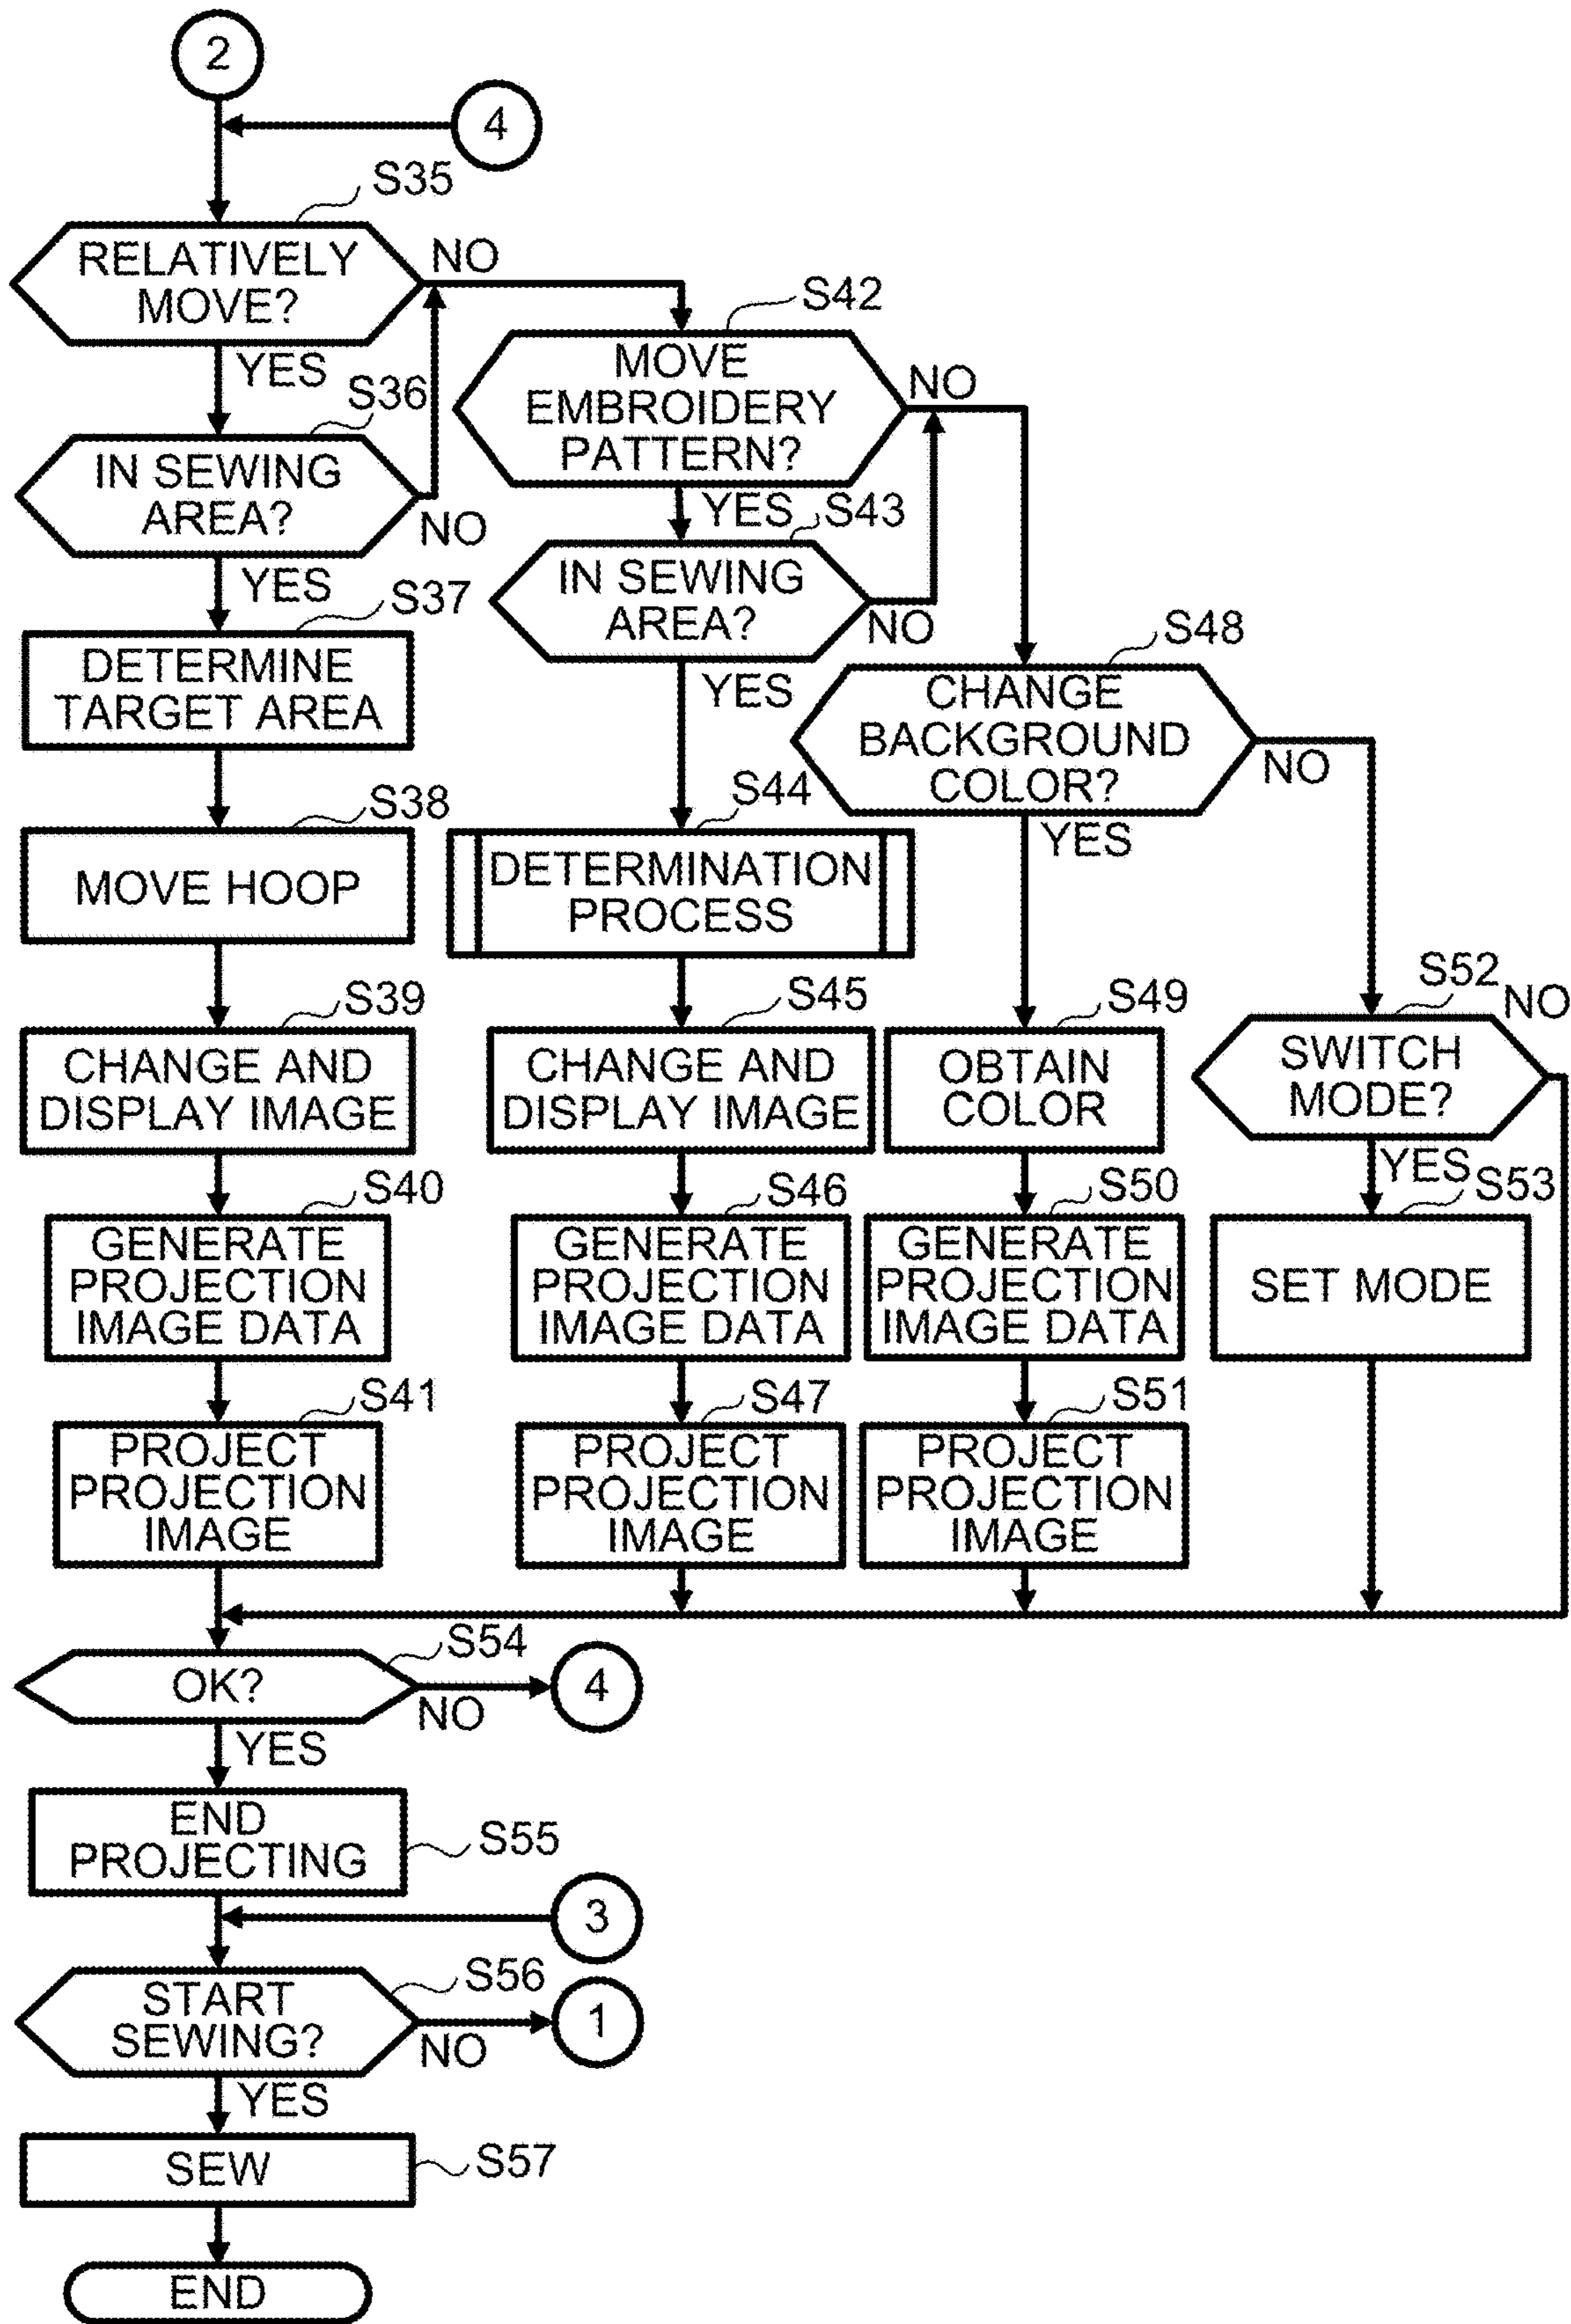 2
4
S35
RELATIVELY
MOVE?
NO
YES
S36
IN SEWING
AREA?
NO
YES
S37
DETERMINE
TARGET AREA
S38
MOVE HOOP
S39
CHANGE AND
DISPLAY IMAGE
S40
GENERATE
PROJECTION
IMAGE DATA
S41
PROJECT
PROJECTION
IMAGE
S42
MOVE
EMBROIDERY
PATTERN?
NO
YES
S43
IN SEWING
AREA?
NO
YES
S44
DETERMINATION
PROCESS
S45
CHANGE AND
DISPLAY IMAGE
S46
GENERATE
PROJECTION
IMAGE DATA
S47
PROJECT
PROJECTION
IMAGE
S48
CHANGE
BACKGROUND
COLOR?
NO
YES
S49
OBTAIN
COLOR
S50
GENERATE
PROJECTION
IMAGE DATA
S51
PROJECT
PROJECTION
IMAGE
S52
NO
SWITCH
MODE?
YES
S53
SET MODE
S54
OK?
NO
4
YES
END
PROJECTING
S55
3
S56
START
SEWING?
NO
1
YES
SEW
S57
END